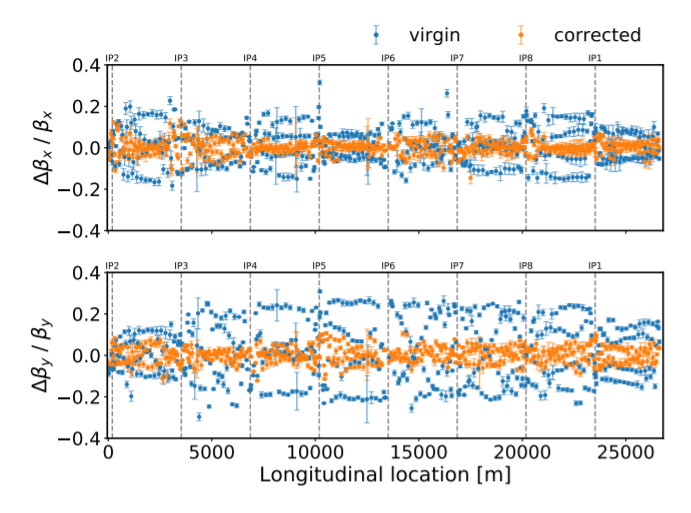 virgin corrected
IP2 IP3 IP4 IP5 IP6 IP7 IP8 IP1
0.4
0.2
0.0
−0.2
−0.4
Δβx / βx
IP2 IP3 IP4 IP5 IP6 IP7 IP8 IP1
0.4
0.2
0.0
−0.2
−0.4
Δβy / βy
0 5000 10000 15000 20000 25000
Longitudinal location [m]